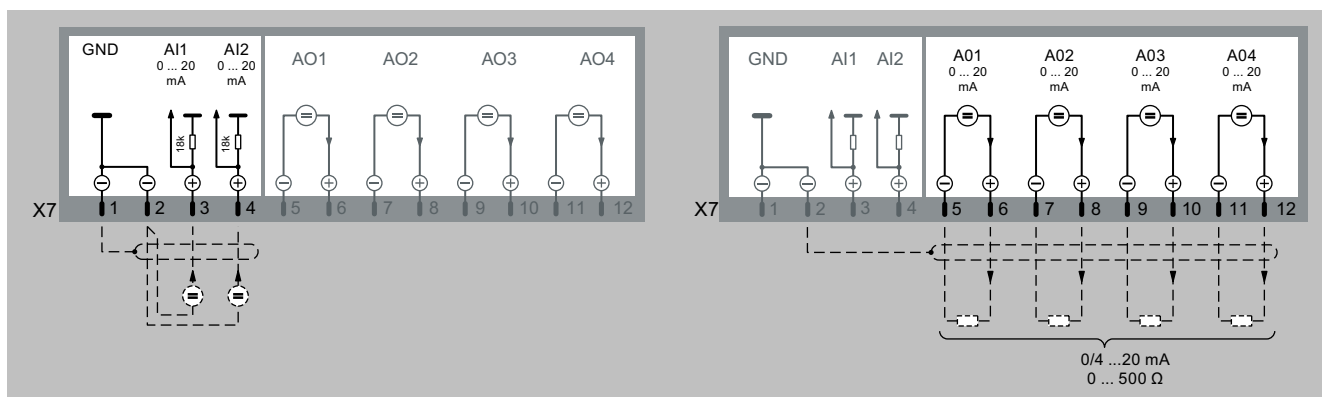 GND AI1 AI2 AO1 AO2 AO3 AO4
0 ... 20 0 ... 20
mA mA
18k 18k
X7 1 2 3 4 5 6 7 8 9 10 11 12
GND AI1 AI2 A01 A02 A03 A04
0 ... 20 0 ... 20 0 ... 20 0 ... 20
mA mA mA mA
X7 1 2 3 4 5 6 7 8 9 10 11 12
0/4 ...20 mA
0 ... 500 Ω